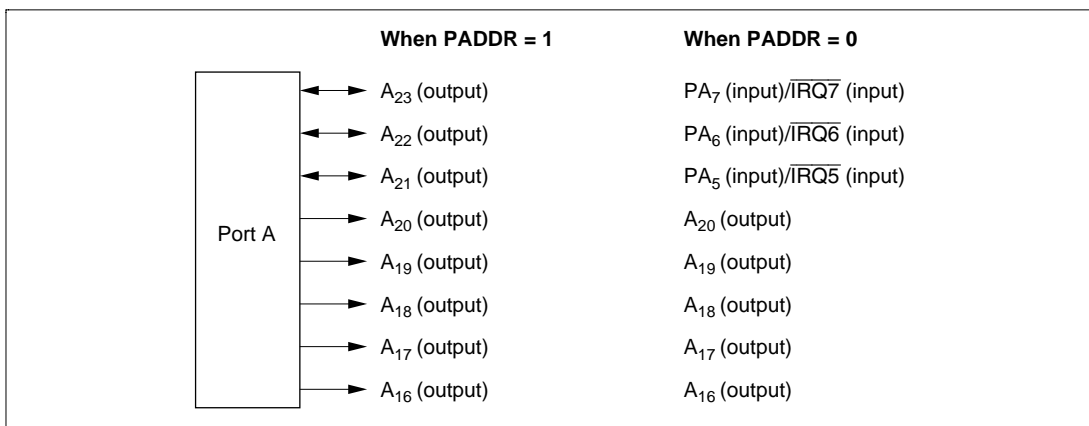 When PADDR = 1 When PADDR = 0
A23 (output) PA7 (input)/IRQ7 (input)
A22 (output) PA6 (input)/IRQ6 (input)
A21 (output) PA5 (input)/IRQ5 (input)
A20 (output) A20 (output)
Port A
A19 (output) A19 (output)
A18 (output) A18 (output)
A17 (output) A17 (output)
A16 (output) A16 (output)